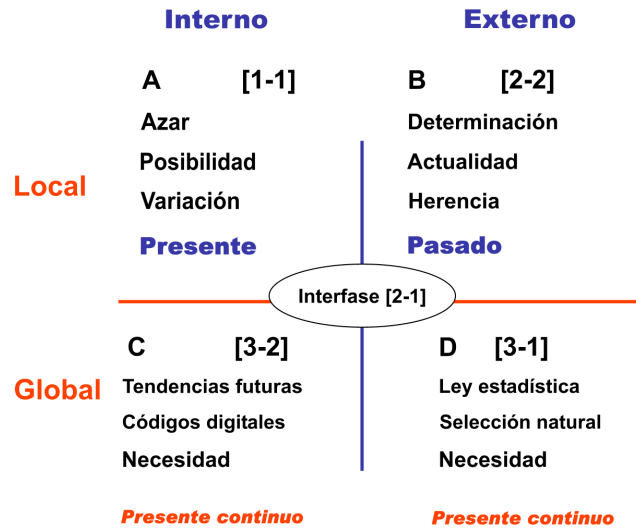 Interno Externo
A [1-1] B [2-2]
Azar Determinación
Posibilidad Actualidad
Local
Variación Herencia
Presente Pasado
Interfase [2-1]
C [3-2] D [3-1]
Global
Tendencias futuras Ley estadística
Códigos digitales Selección natural
Necesidad Necesidad
Presente continuo Presente continuo